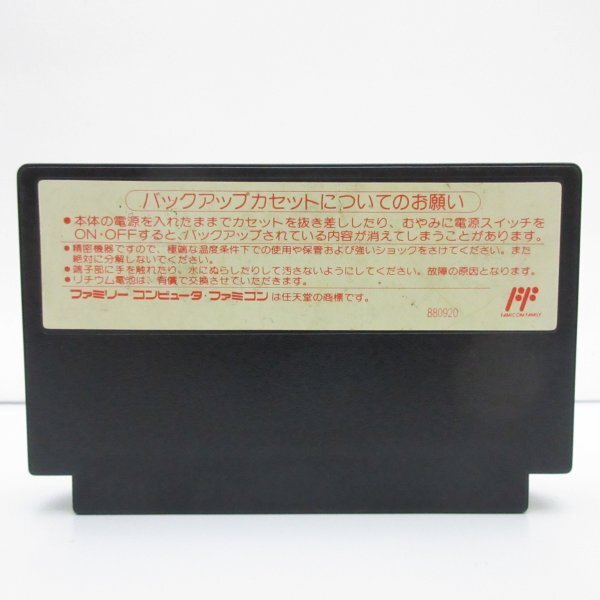 バックアップカセットについてのお願い
●本体の電源を入れたままでカセットを抜き差ししたり、むやみに電源スイッチを
ON・OFFすると、バックアップされている内容が消えてしまうことがあります。
●精密機器ですので、極端な温度条件下での使用や保管および強いショックをさけてください。また
絶対に分解しないでください。
●端子部に手を触れたり、水にぬらしたりして汚さないようにしてください。故障の原因となります。
●リチウム電池は、有償で交換させていただきます。
ファミリーコンピュータ・ファミコンは任天堂の商標です。
B80920
FAMICOM FAMILY